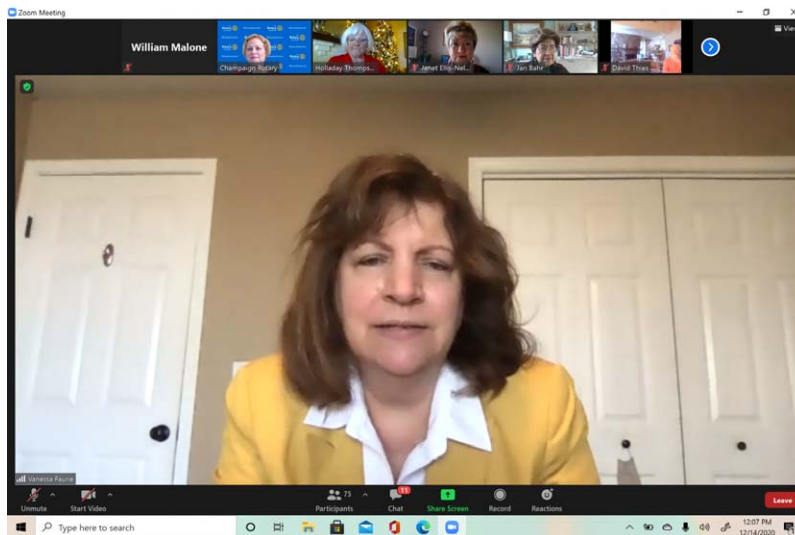 Zoom Meeting
View
William Malone
Champaign Rotary
Holladay Thomps...
Janet Ellis-Nel...
Jan Bahr
David Thies
Vanessa Faurie
Unmute
Start Video
75
Participants
11
Chat
Share Screen
Record
Reactions
Leave
Type here to search
12:07 PM
12/14/2020